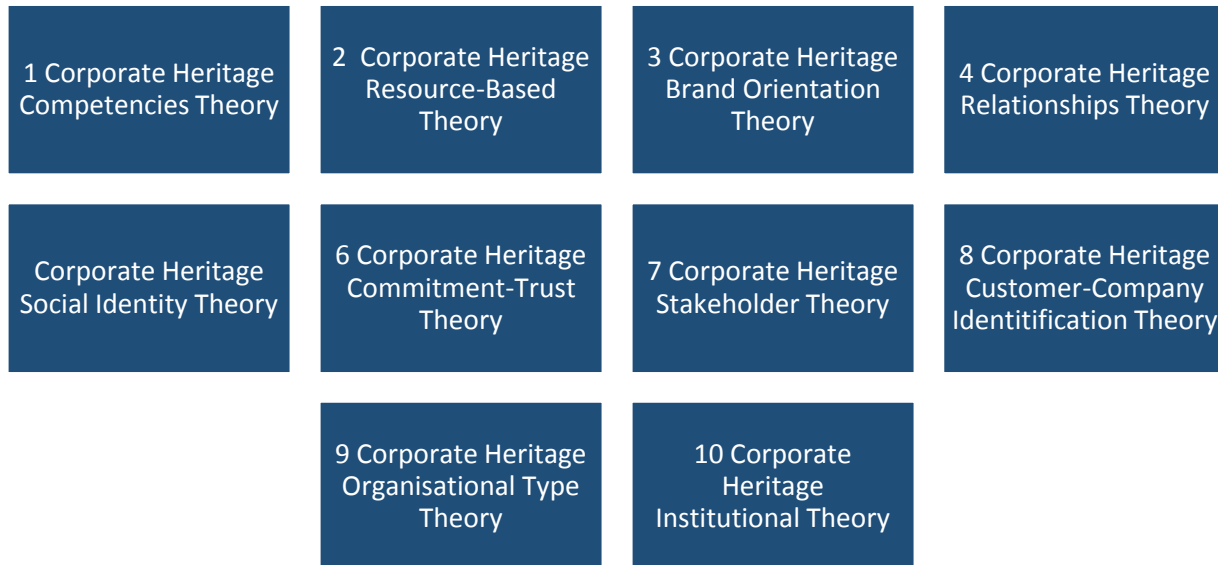 1 Corporate Heritage
Competencies Theory
2  Corporate Heritage
Resource-Based
Theory
3 Corporate Heritage
Brand Orientation
Theory
4 Corporate Heritage
Relationships Theory
Corporate Heritage
Social Identity Theory
6 Corporate Heritage
Commitment-Trust
Theory
7 Corporate Heritage
Stakeholder Theory
8 Corporate Heritage
Customer-Company
Identitification Theory
9 Corporate Heritage
Organisational Type
Theory
10 Corporate
Heritage
Institutional Theory